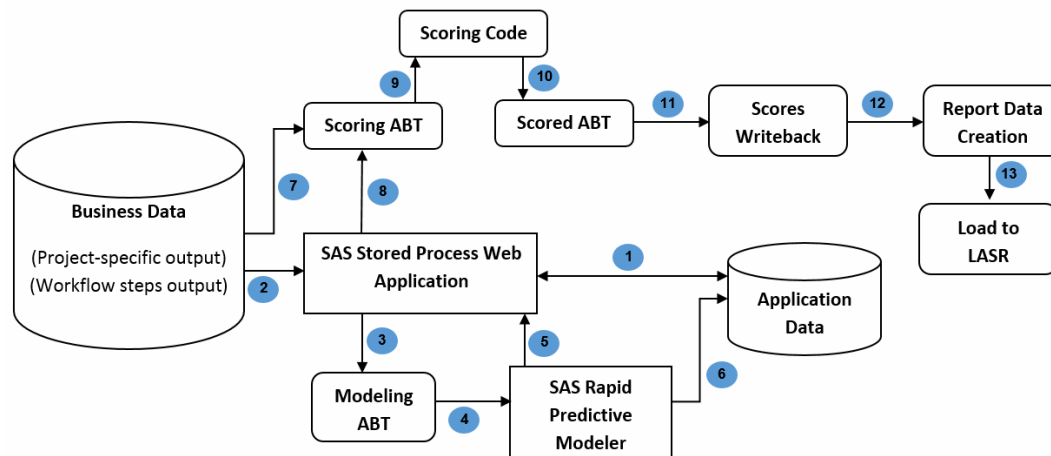 Scoring Code
9
10
Scoring ABT
Scored ABT
11
Scores
Writeback
12
Report Data
Creation
13
Load to
LASR
7
8
Business Data
(Project-specific output)
(Workflow steps output)
2
SAS Stored Process Web
Application
1
Application
Data
3
5
6
Modeling
ABT
4
SAS Rapid
Predictive
Modeler